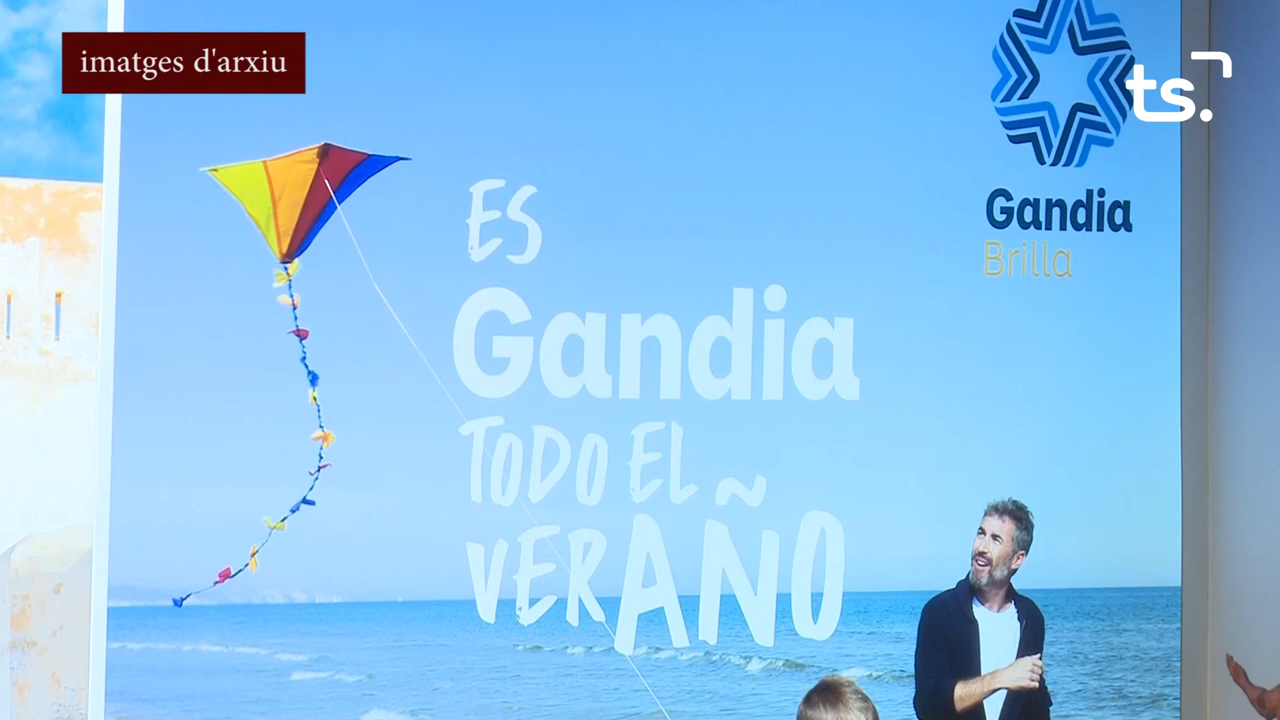 imatges d'arxiu
ts.
Gandia
Brilla
ES
Gandia
TODO EL
VERAÑO